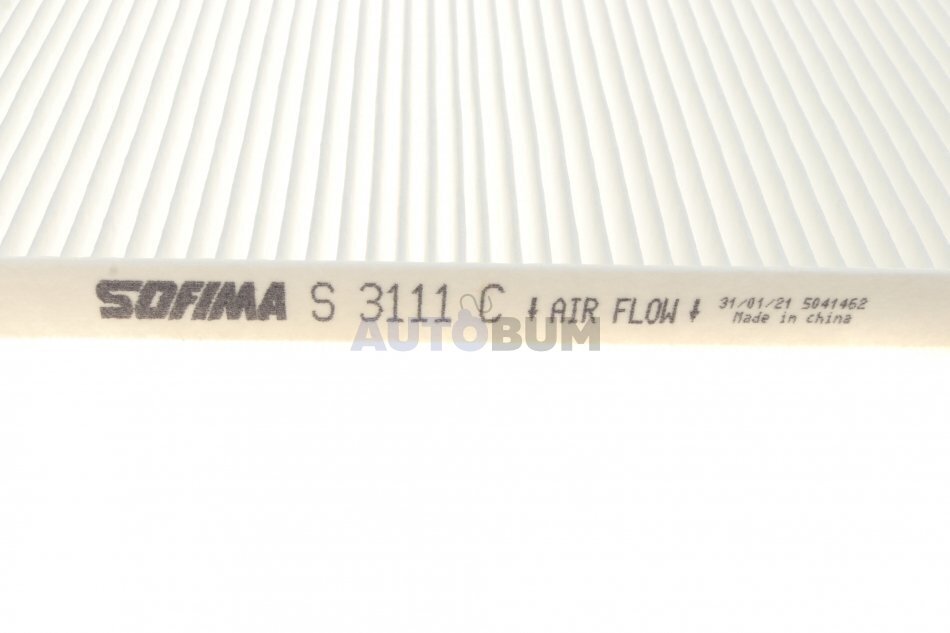 SOFIMA S 3111 C ↓ AIR FLOW ↓ 31/01/21 5041462
Made in china
AUTOBUM